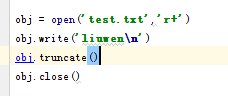 obj = open('test.txt','r+')
obj.write('liuwen\n')
obj.truncate()
obj.close()